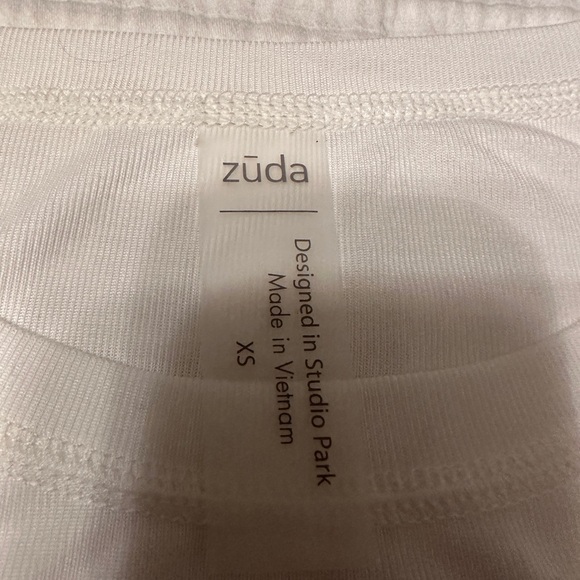 zūda
Designed in Studio Park
Made in Vietnam
XS